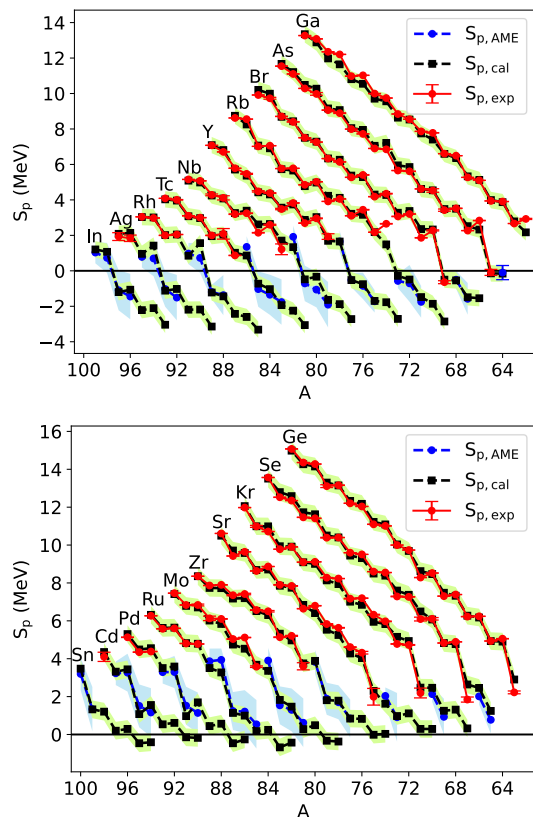 Ga
As
Br
Rb
Y
Nb
Tc
Rh
Ag
In
S_p,AME
S_p,cal
S_p,exp
14
12
10
8
6
4
2
0
−2
−4
S_p (MeV)
100 96 92 88 84 80 76 72 68 64
A
Ge
Se
Kr
Sr
Zr
Mo
Ru
Pd
Cd
Sn
S_p,AME
S_p,cal
S_p,exp
16
14
12
10
8
6
4
2
0
−2
−4
S_p (MeV)
100 96 92 88 84 80 76 72 68 64
A